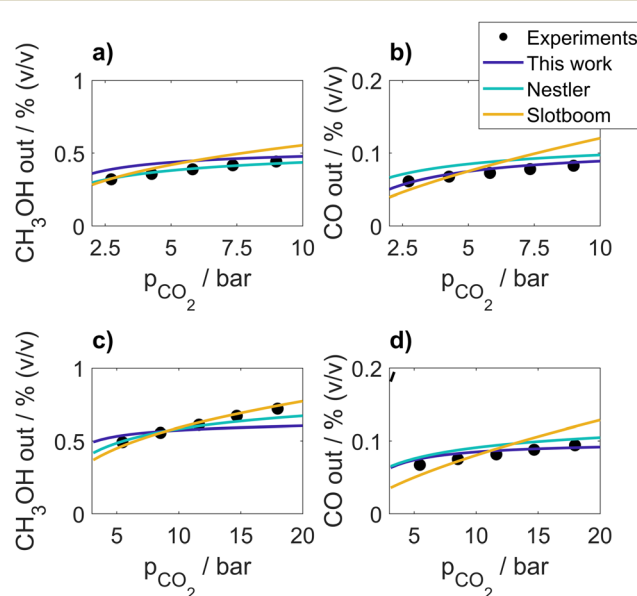 a)
b)
Experiments
This work
Nestler
Slotboom
CH3OH out / % (v/v)
1
0.5
0
2.5
5
7.5
10
pCO2 / bar
CO out / % (v/v)
0.2
0.1
0
2.5
5
7.5
10
pCO2 / bar
c)
d)
CH3OH out / % (v/v)
1
0.5
0
5
10
15
20
pCO2 / bar
CO out / % (v/v)
0.2
0.1
0
5
10
15
20
pCO2 / bar